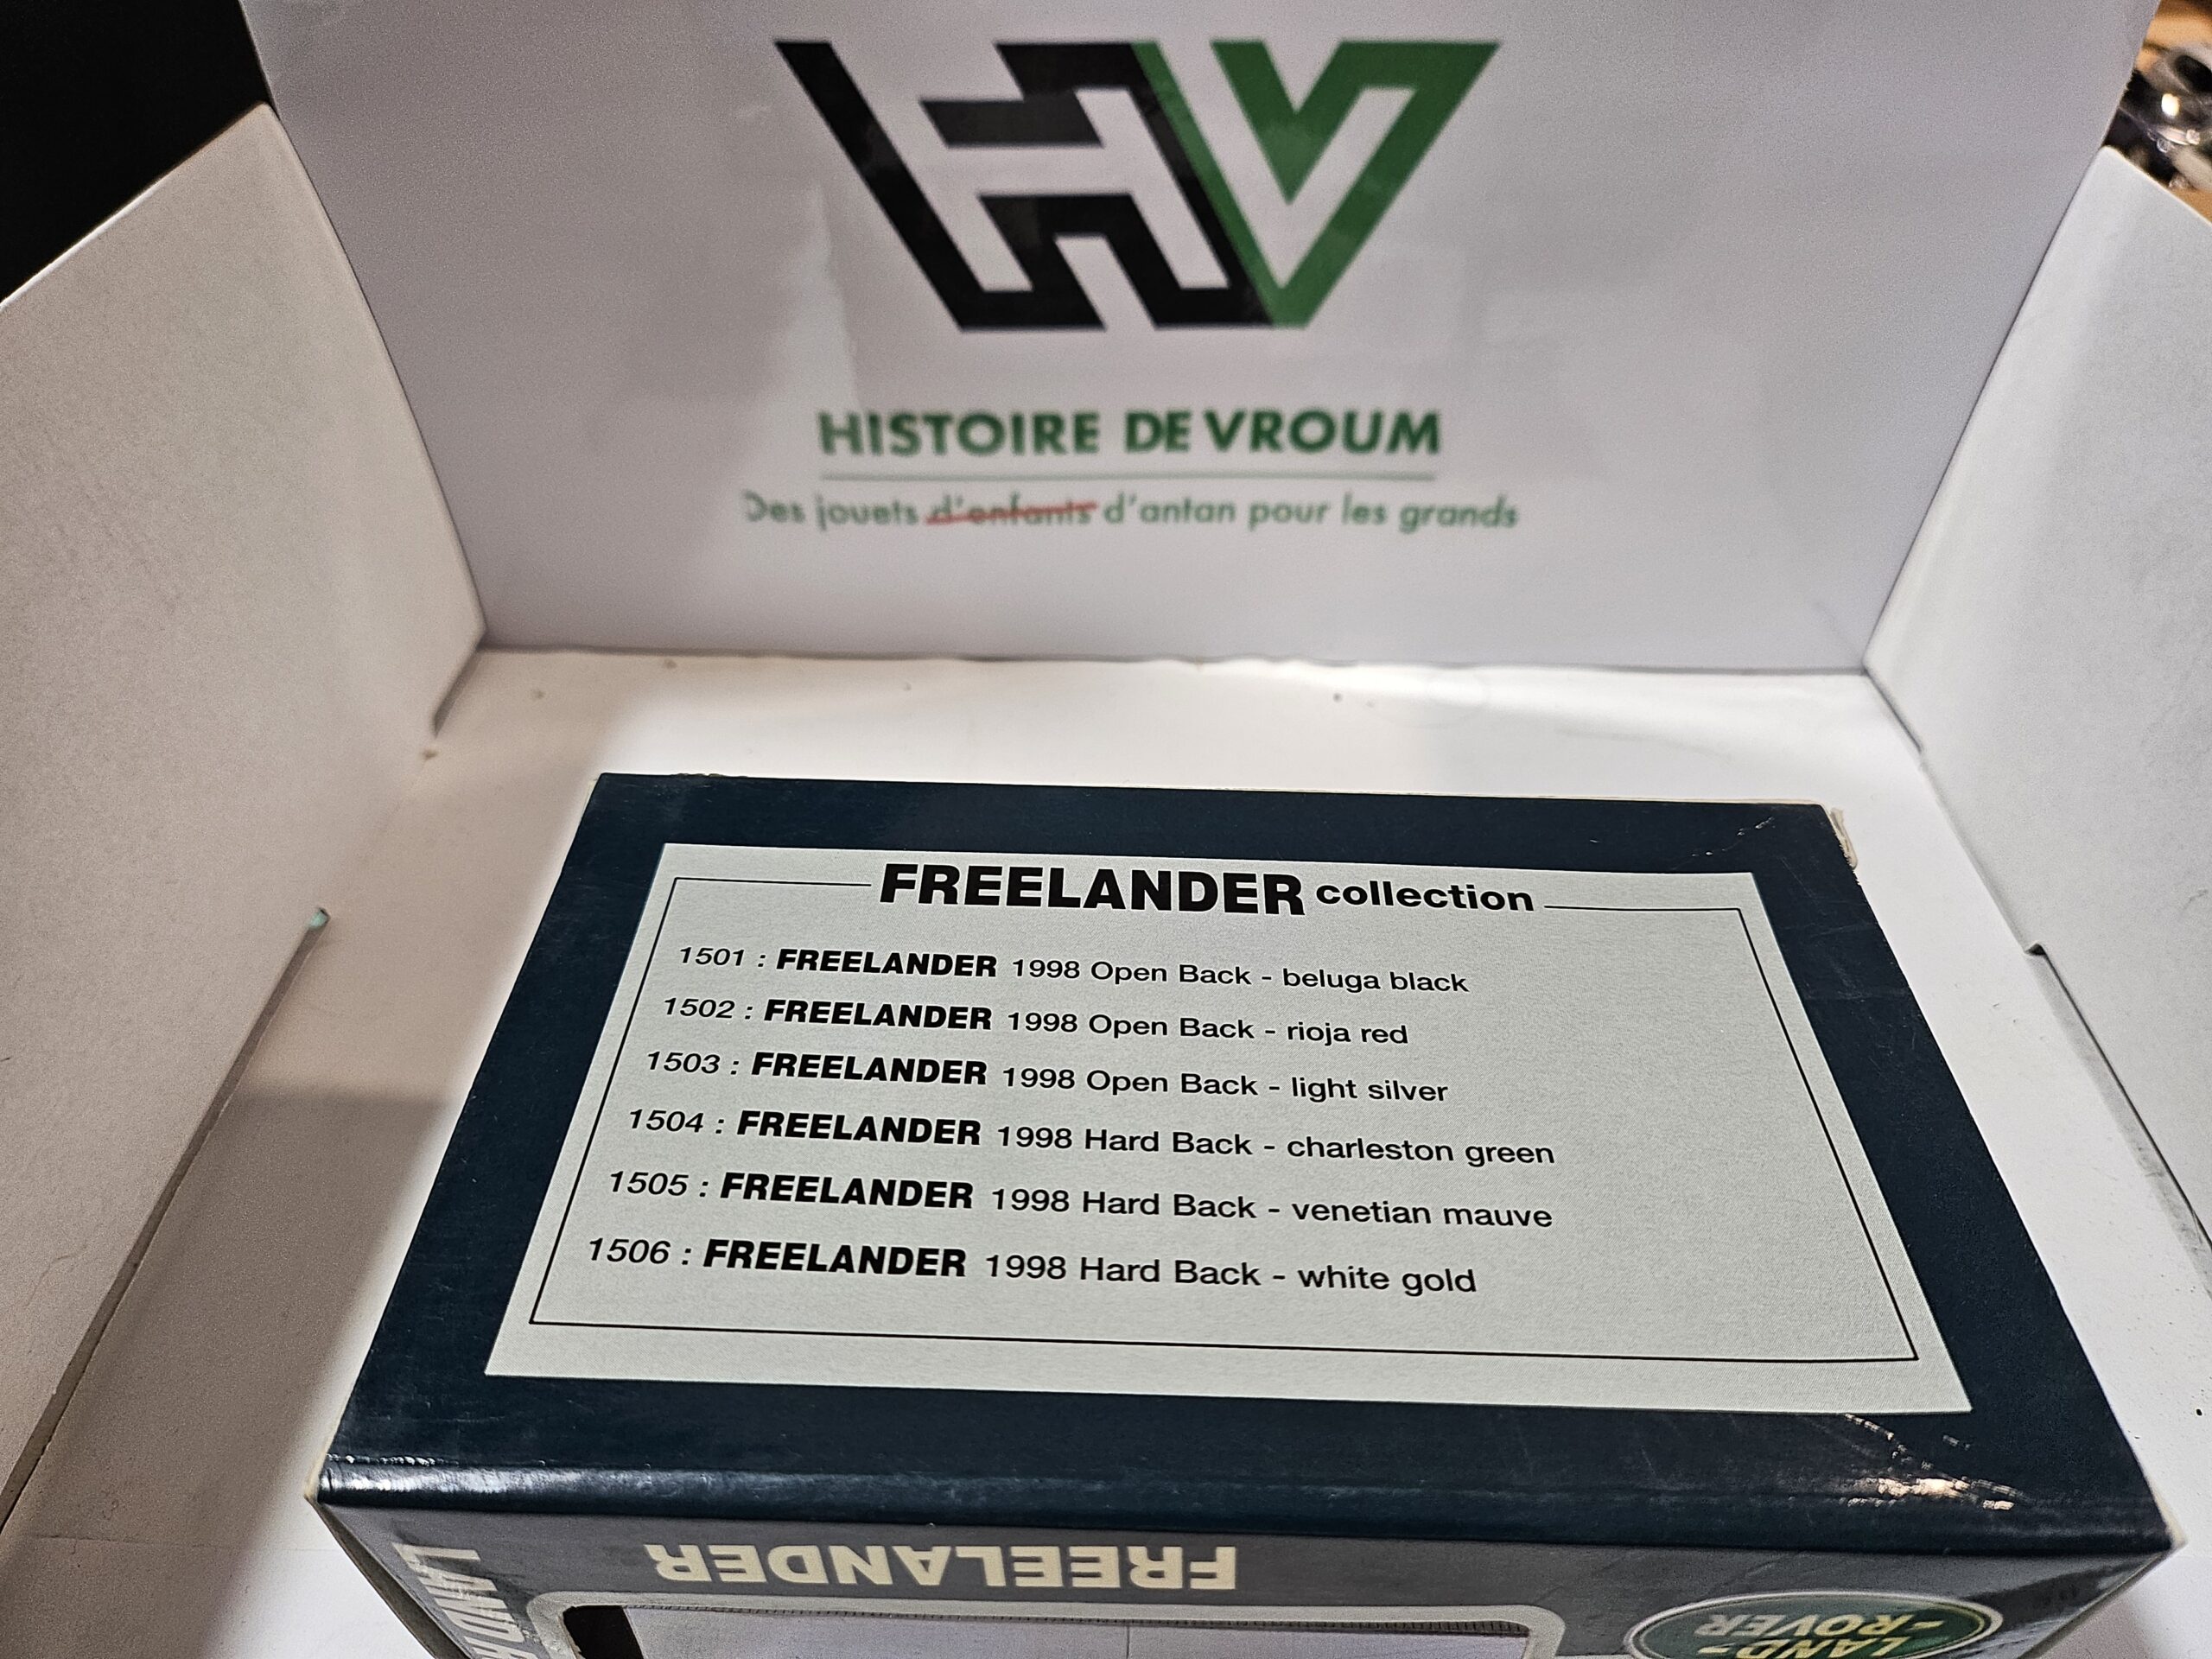 HV
HISTOIRE DE VROUM
Des jouets d'enfants d'antan pour les grands
FREELANDER collection
1501 : FREELANDER 1998 Open Back - beluga black
1502 : FREELANDER 1998 Open Back - rioja red
1503 : FREELANDER 1998 Open Back - light silver
1504 : FREELANDER 1998 Hard Back - charleston green
1505 : FREELANDER 1998 Hard Back - venetian mauve
1506 : FREELANDER 1998 Hard Back - white gold
FREELANDER
LAND-
-ROVER